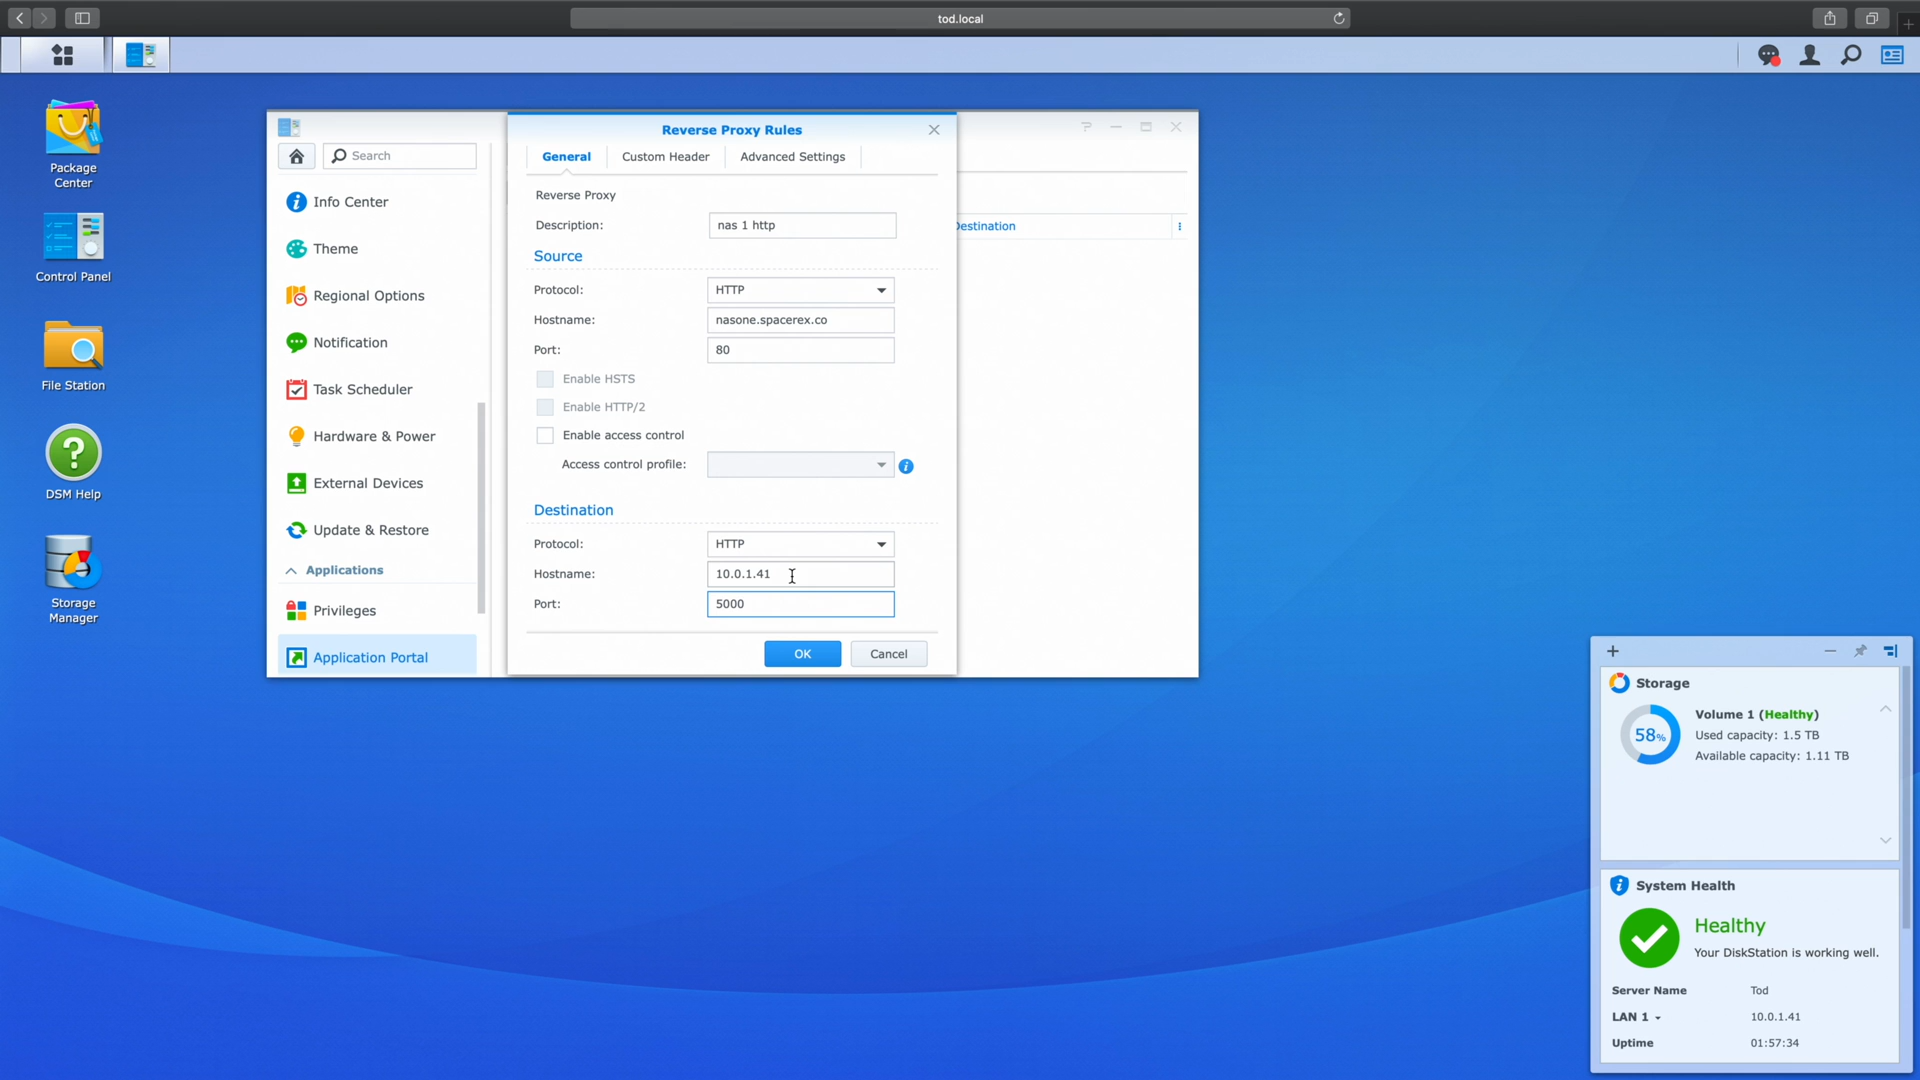 tod.local
Package
Center
Control Panel
File Station
DSM Help
Storage
Manager
Search
Info Center
Theme
Regional Options
Notification
Task Scheduler
Hardware & Power
External Devices
Update & Restore
Applications
Privileges
Application Portal
Reverse Proxy Rules
General
Custom Header
Advanced Settings
Reverse Proxy
Description:
nas 1 http
Source
Protocol:
HTTP
Hostname:
nasone.spacerex.co
Port:
80
Enable HSTS
Enable HTTP/2
Enable access control
Access control profile:
Destination
Protocol:
HTTP
Hostname:
10.0.1.41
Port:
5000
OK
Cancel
Destination
Storage
58%
Volume 1 (Healthy)
Used capacity: 1.5 TB
Available capacity: 1.11 TB
System Health
Healthy
Your DiskStation is working well.
Server Name
Tod
LAN 1
10.0.1.41
Uptime
01:57:34